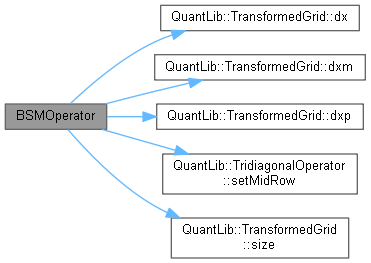 QuantLib::TransformedGrid::dx
QuantLib::TransformedGrid::dxm
BSMOperator
QuantLib::TransformedGrid::dxp
QuantLib::TridiagonalOperator
::setMidRow
QuantLib::TransformedGrid
::size